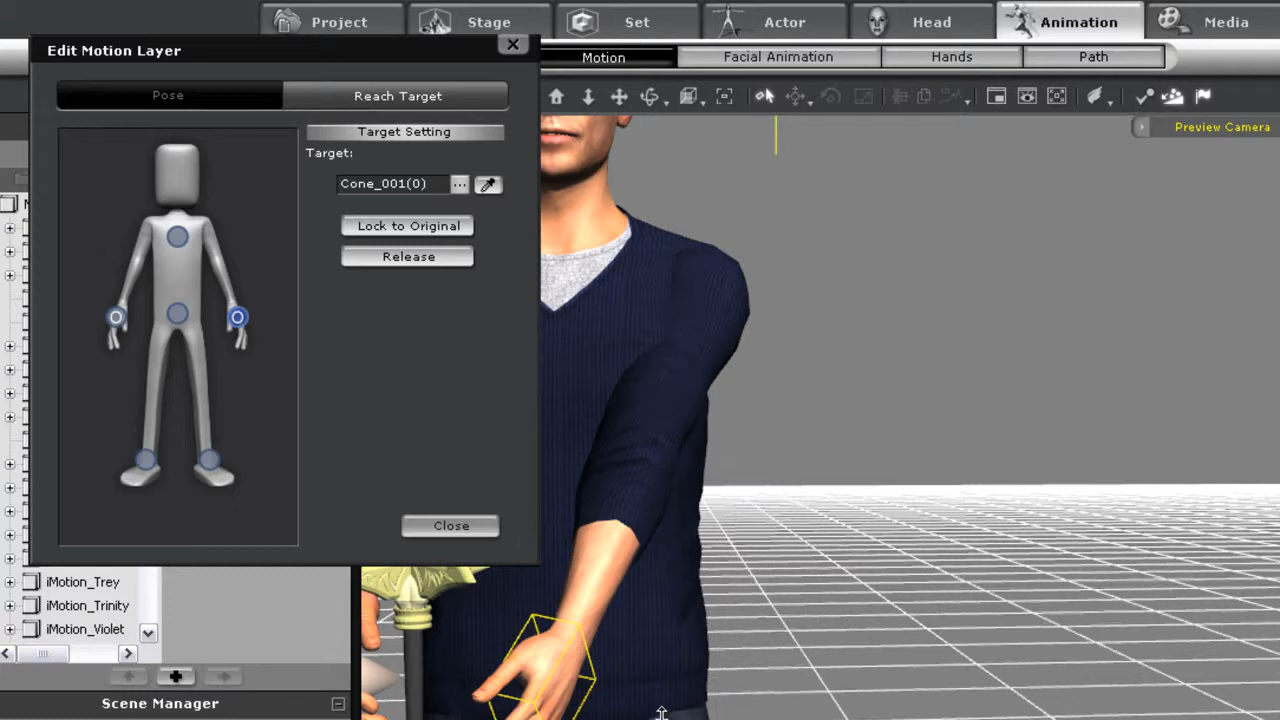 Project
Stage
Set
Actor
Head
Animation
Media
Edit Motion Layer
Motion
Facial Animation
Hands
Path
Pose
Reach Target
Preview Camera
Target Setting
Target:
Cone_001(0)
...
Lock to Original
Release
Close
iMotion_Trey
iMotion_Trinity
iMotion_Violet
Scene Manager